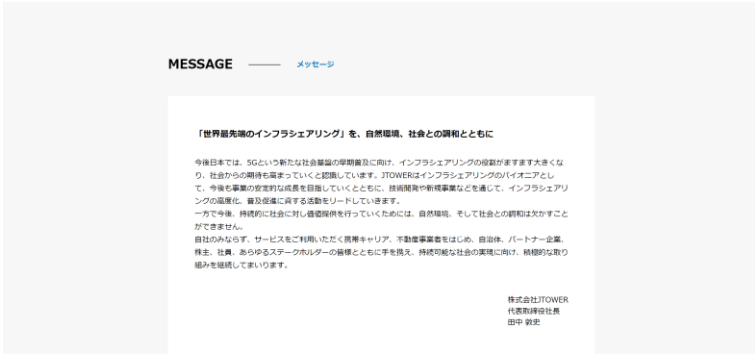 MESSAGE メッセージ
「世界最先端のインフラシェアリング」を、自然環境、社会との調和とともに
今後日本では、5Gという新たな社会基盤の早期普及に向け、インフラシェアリングの役割がますます大きくな
り、社会からの期待も高まっていくと認識しています。JTOWERはインフラシェアリングのパイオニアとし
て、今後も事業の安定的な成長を目指していくとともに、技術開発や新規事業などを通じて、インフラシェアリ
ングの高度化、普及促進に資する活動をリードしていきます。
一方で今後、持続的に社会に対し価値提供を行っていくためには、自然環境、そして社会との調和は欠かすこと
ができません。
自社のみならず、サービスをご利用いただく携帯キャリア、不動産事業者をはじめ、自治体、パートナー企業、
株主、社員、あらゆるステークホルダーの皆様とともに手を携え、持続可能な社会の実現に向け、積極的な取り
組みを継続してまいります。
株式会社JTOWER
代表取締役社長
田中 敦史